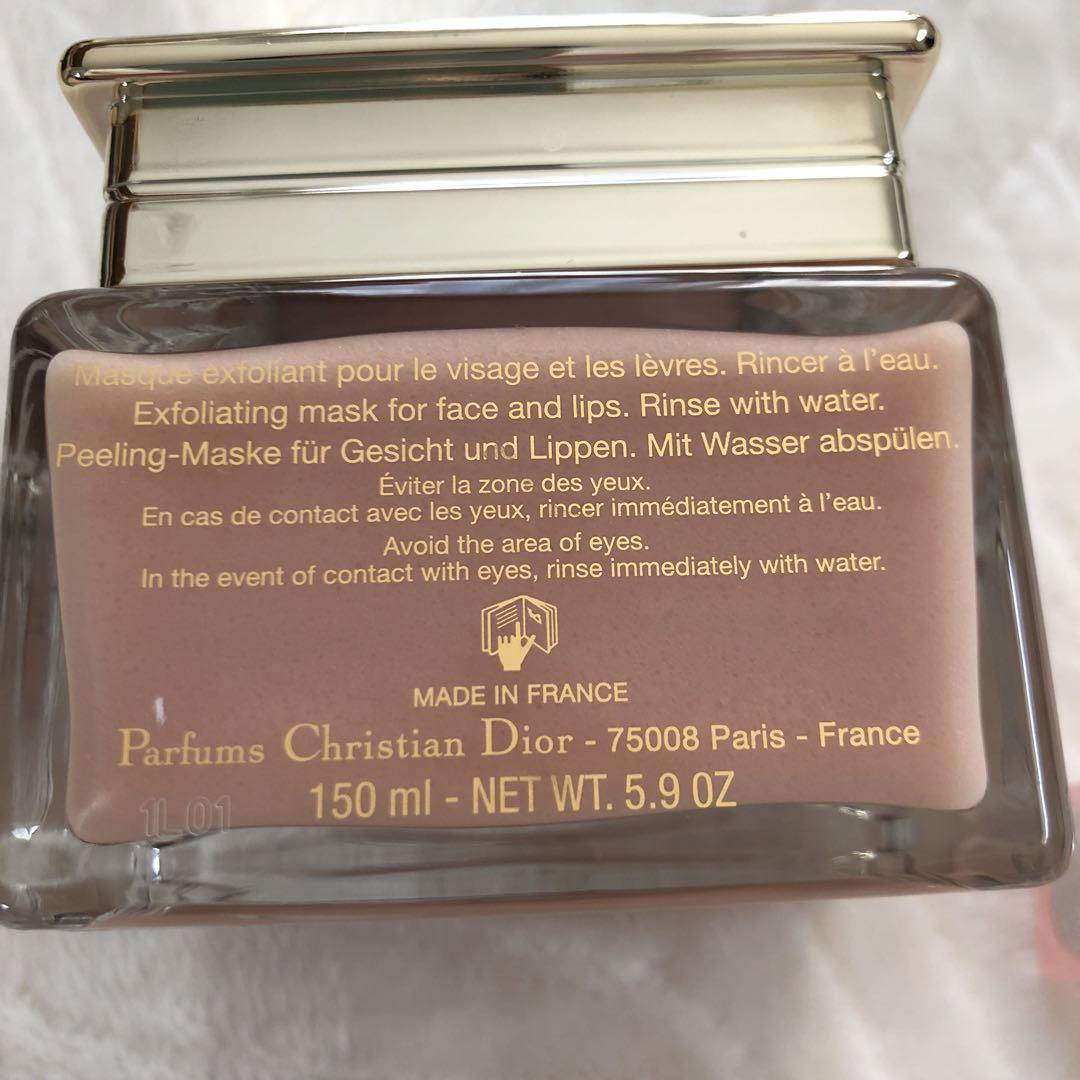 Masque exfoliant pour le visage et les lèvres. Rincer à l'eau.
Exfoliating mask for face and lips. Rinse with water.
Peeling-Maske für Gesicht und Lippen. Mit Wasser abspülen.
Éviter la zone des yeux.
En cas de contact avec les yeux, rincer immédiatement à l'eau.
Avoid the area of eyes.
In the event of contact with eyes, rinse immediately with water.
MADE IN FRANCE
Parfums Christian Dior - 75008 Paris - France
150 ml - NET WT. 5.9 OZ
1L01